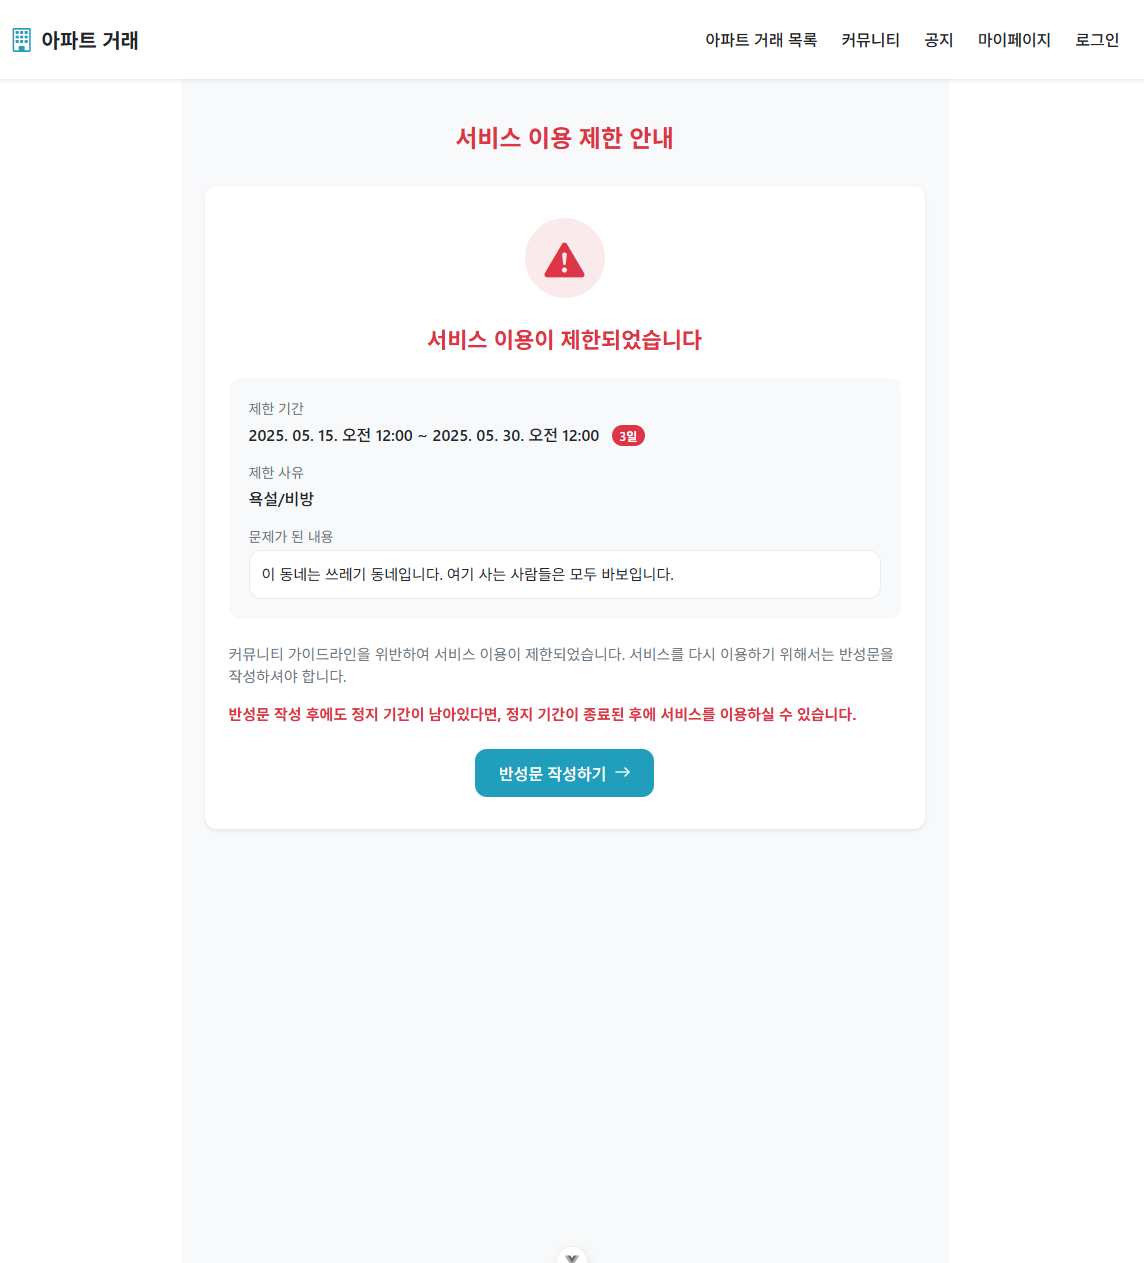 아파트 거래
아파트 거래 목록 커뮤니티 공지 마이페이지 로그인
서비스 이용 제한 안내
서비스 이용이 제한되었습니다
제한 기간
2025. 05. 15. 오전 12:00 ~ 2025. 05. 30. 오전 12:00 3일
제한 사유
욕설/비방
문제가 된 내용
이 동네는 쓰레기 동네입니다. 여기 사는 사람들은 모두 바보입니다.
커뮤니티 가이드라인을 위반하여 서비스 이용이 제한되었습니다. 서비스를 다시 이용하기 위해서는 반성문을
작성하셔야 합니다.
반성문 작성 후에도 정지 기간이 남아있다면, 정지 기간이 종료된 후에 서비스를 이용하실 수 있습니다.
반성문 작성하기 →